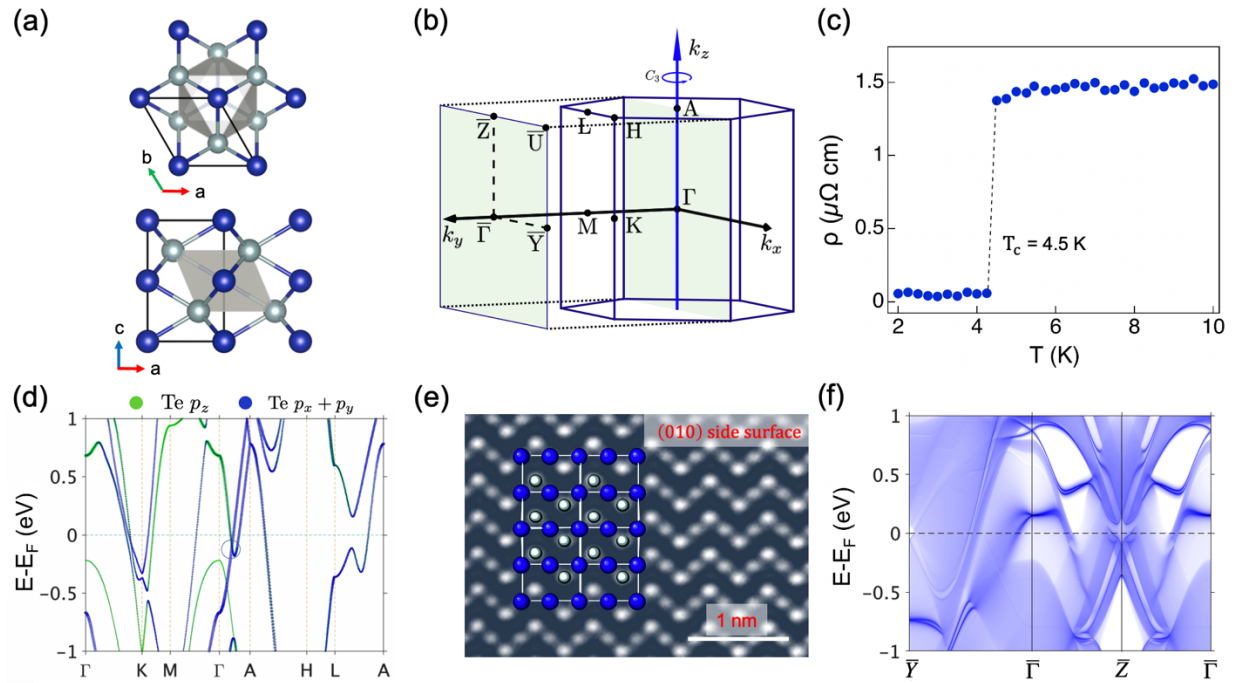 (a)
b
a
c
a
(b)
k_z
C_3
Z̅
U̅
L
H
A
Γ
k_y
Γ̅
Y̅
M
K
k_x
(c)
ρ (μΩ cm)
1.5
1
0.5
0
T_c = 4.5 K
2 4 6 8 10
T (K)
(d)
Te p_z Te p_x + p_y
E-E_F (eV)
1
0.5
0
−0.5
−1
Γ K M Γ A H L A
(e)
(010) side surface
1 nm
(f)
E-E_F (eV)
1
0.5
0
−0.5
−1
Y̅ Γ̅ Z̅ Γ̅